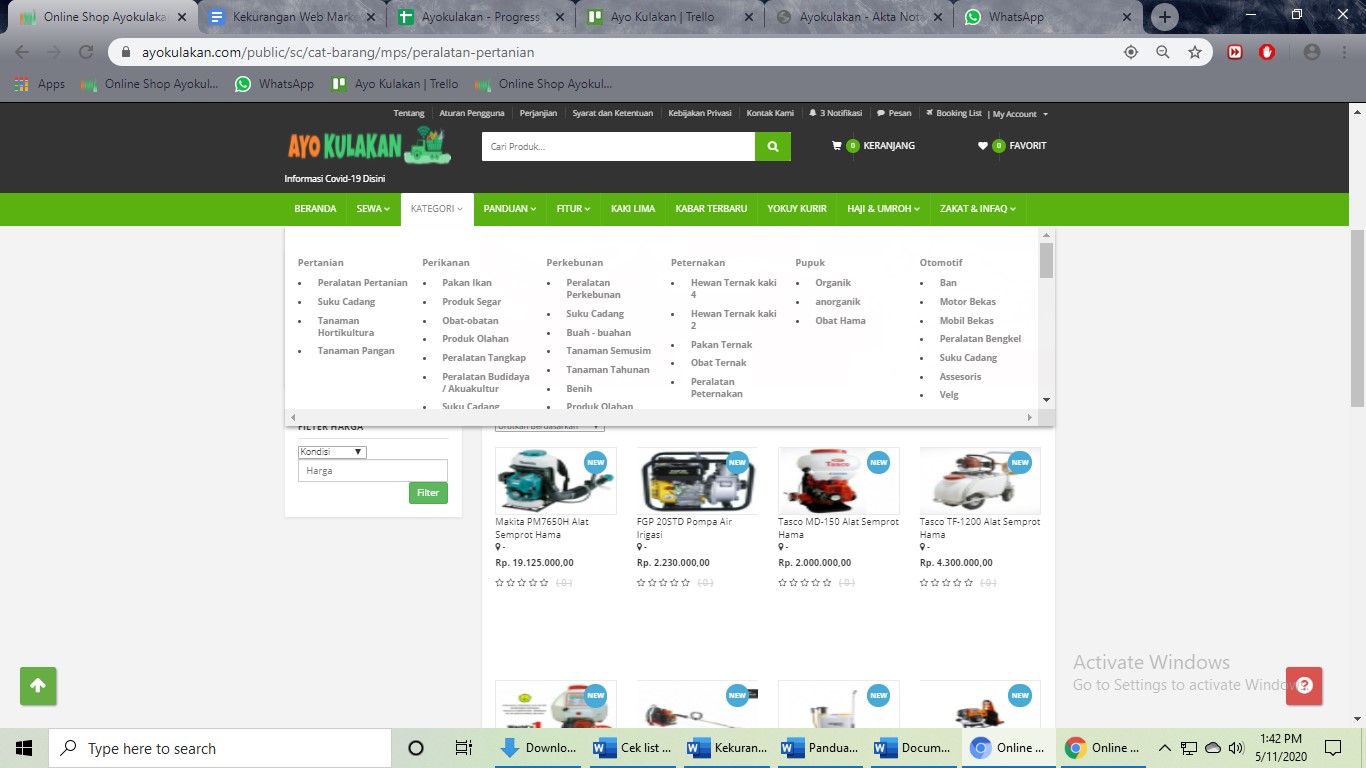 Online Shop Ayokulaka
Kekurangan Web Mark
Ayokulakan - Progress
Ayo Kulakan | Trello
Ayokulakan - Akta Nota
WhatsApp
ayokulakan.com/public/sc/cat-barang/mps/peralatan-pertanian
Apps
Online Shop Ayokul...
WhatsApp
Ayo Kulakan | Trello
Online Shop Ayokul...
Tentang
Aturan Pengguna
Perjanjian
Syarat dan Ketentuan
Kebijakan Privasi
Kontak Kami
3 Notifikasi
Pesan
Booking List
| My Account
AYO KULAKAN
Cari Produk...
0 KERANJANG
0 FAVORIT
Informasi Covid-19 Disini
BERANDA
SEWA
KATEGORI
PANDUAN
FITUR
KAKI LIMA
KABAR TERBARU
YOKUY KURIR
HAJI & UMROH
ZAKAT & INFAQ
Pertanian
• Peralatan Pertanian
• Suku Cadang
• Tanaman
Hortikultura
• Tanaman Pangan
Perikanan
• Pakan Ikan
• Produk Segar
• Obat-obatan
• Produk Olahan
• Peralatan Tangkap
• Peralatan Budidaya
/ Akuakultur
• Suku Cadang
Perkebunan
• Peralatan
Perkebunan
• Suku Cadang
• Buah - buahan
• Tanaman Semusim
• Tanaman Tahunan
• Benih
• Produk Olahan
Peternakan
• Hewan Ternak kaki
4
• Hewan Ternak kaki
2
• Pakan Ternak
• Obat Ternak
• Peralatan
Peternakan
Pupuk
• Organik
• anorganik
• Obat Hama
Otomotif
• Ban
• Motor Bekas
• Mobil Bekas
• Peralatan Bengkel
• Suku Cadang
• Assesoris
• Velg
FILTER HARGA
Kondisi
Harga
Filter
Urutkan Berdasarkan
NEW
Makita PM7650H Alat
Semprot Hama
-
Rp. 19.125.000,00
( 0 )
NEW
FGP 20STD Pompa Air
Irigasi
-
Rp. 2.230.000,00
( 0 )
NEW
Tasco
Tasco MD-150 Alat Semprot
Hama
-
Rp. 2.000.000,00
( 0 )
NEW
Tasco TF-1200 Alat Semprot
Hama
-
Rp. 4.300.000,00
( 0 )
NEW
NEW
NEW
NEW
Activate Windows
Go to Settings to activate Windows.
Type here to search
Downlo...
Cek list ...
Kekuran...
Pandua...
Docum...
Online ...
Online ...
1:42 PM
5/11/2020